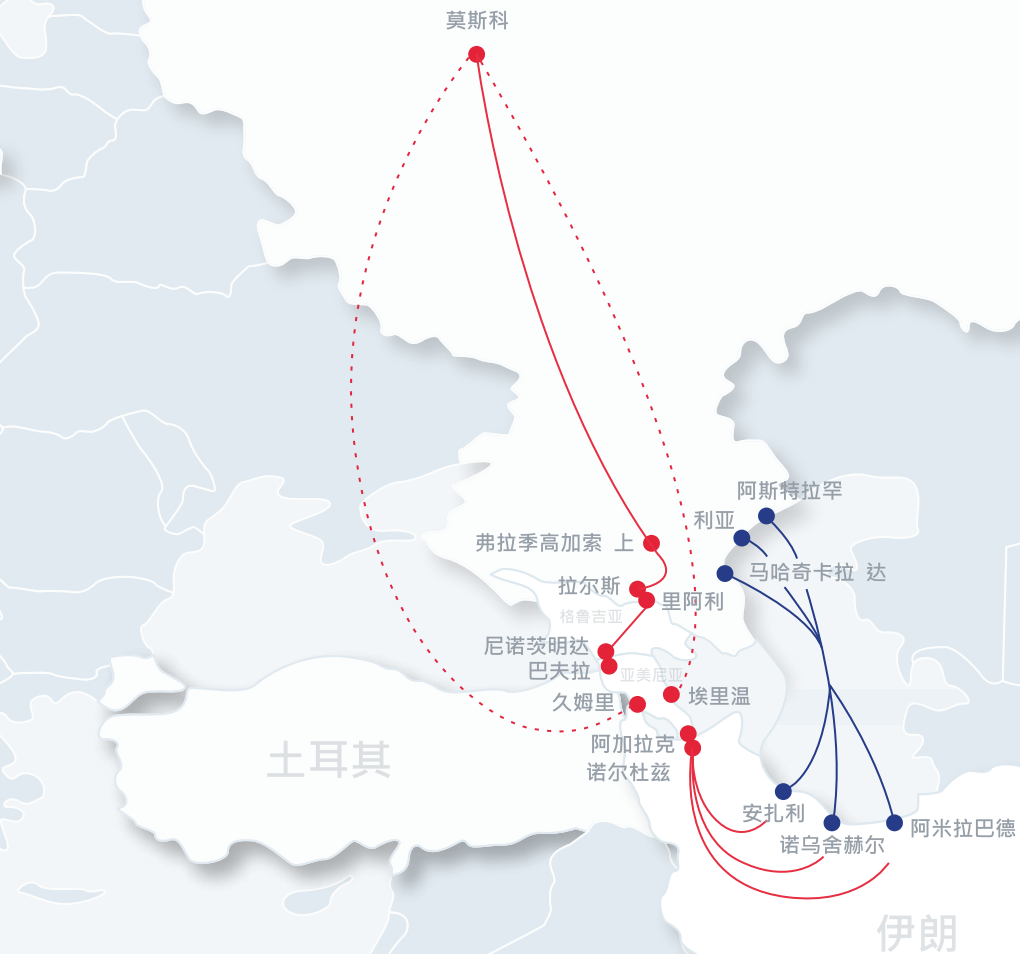 莫斯科
阿斯特拉罕
利亚
弗拉季高加索 上
马哈奇卡拉 达
拉尔斯
里阿利
格鲁吉亚
尼诺茨明达
巴夫拉
亚美尼亚
久姆里
埃里温
阿加拉克
土耳其
诺尔杜兹
安扎利
阿米拉巴德
诺乌舍赫尔
伊朗